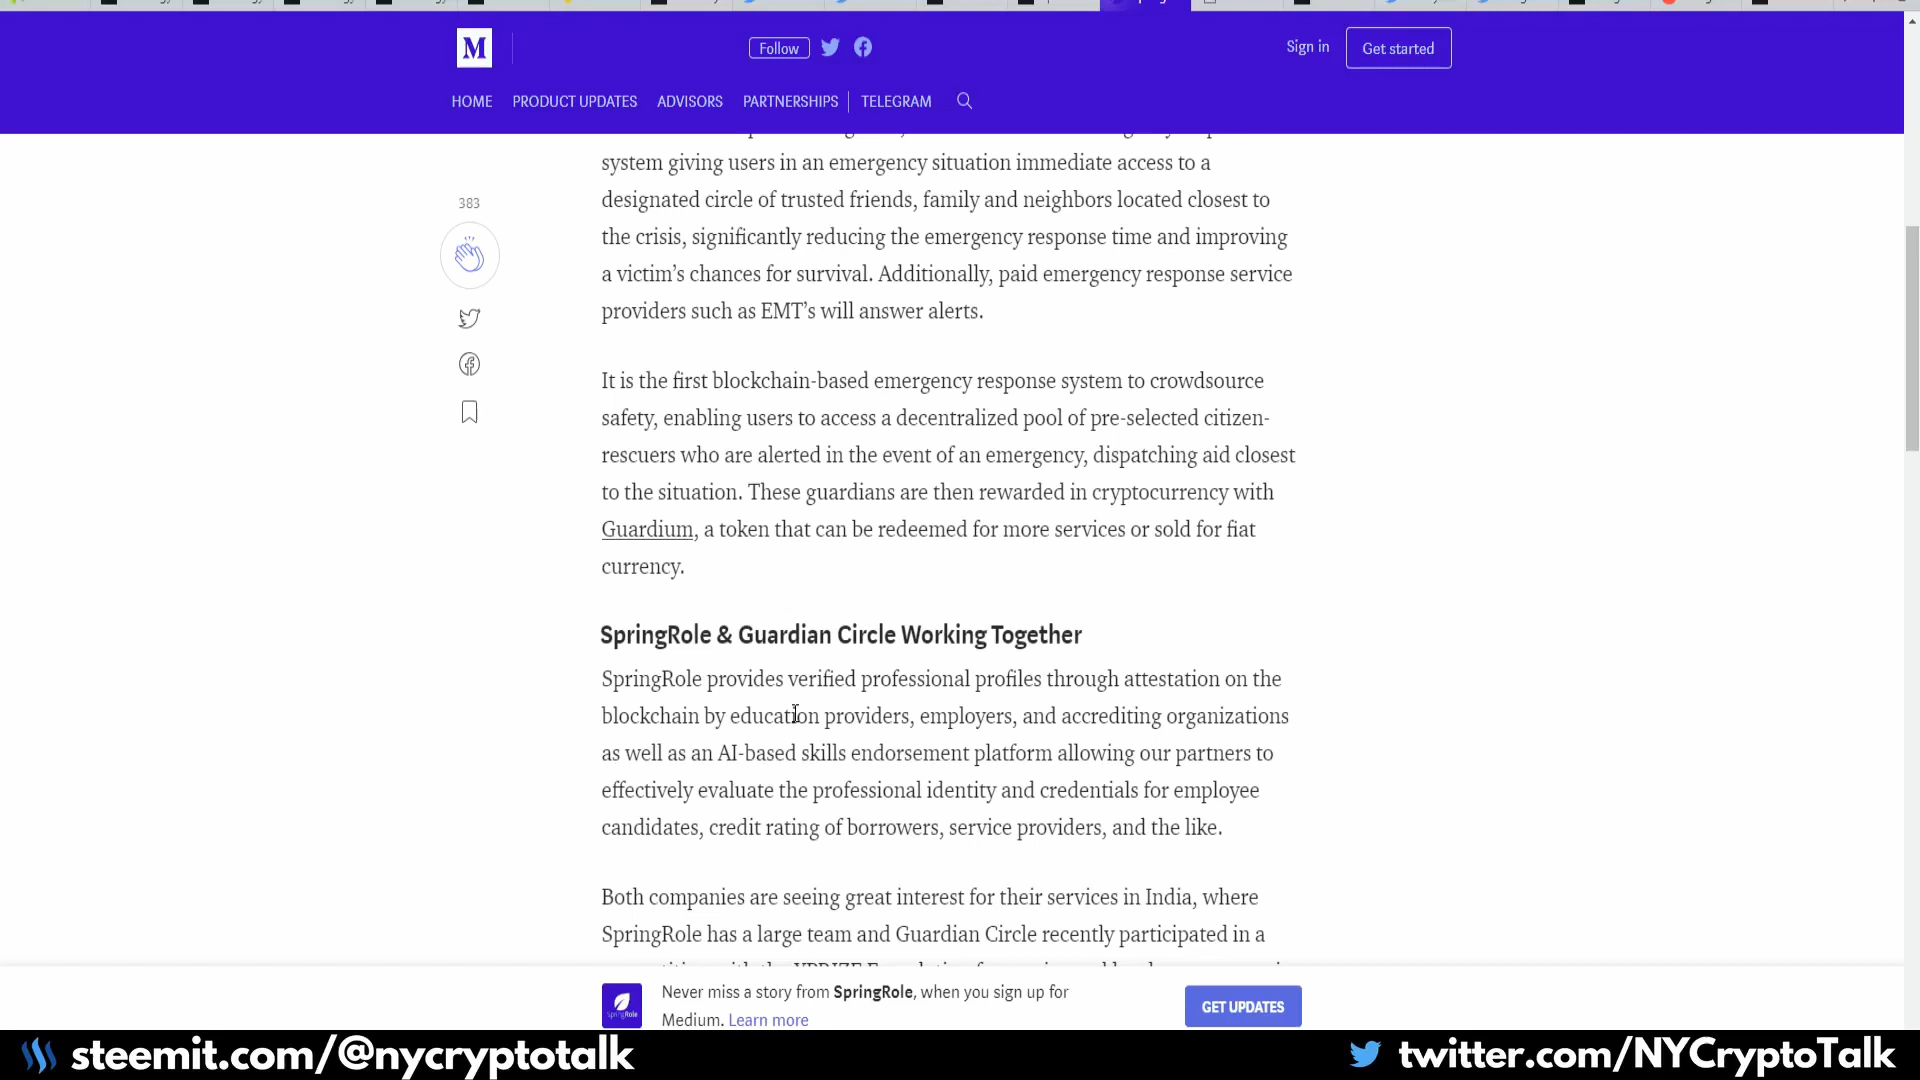 M
Follow
Sign in
Get started
HOME
PRODUCT UPDATES
ADVISORS
PARTNERSHIPS
TELEGRAM
system giving users in an emergency situation immediate access to a
383
designated circle of trusted friends, family and neighbors located closest to
the crisis, significantly reducing the emergency response time and improving
a victim’s chances for survival. Additionally, paid emergency response service
providers such as EMT’s will answer alerts.
It is the first blockchain-based emergency response system to crowdsource
safety, enabling users to access a decentralized pool of pre-selected citizen-
rescuers who are alerted in the event of an emergency, dispatching aid closest
to the situation. These guardians are then rewarded in cryptocurrency with
Guardium, a token that can be redeemed for more services or sold for fiat
currency.
SpringRole & Guardian Circle Working Together
SpringRole provides verified professional profiles through attestation on the
blockchain by education providers, employers, and accrediting organizations
as well as an AI-based skills endorsement platform allowing our partners to
effectively evaluate the professional identity and credentials for employee
candidates, credit rating of borrowers, service providers, and the like.
Both companies are seeing great interest for their services in India, where
SpringRole has a large team and Guardian Circle recently participated in a
SpringRole
Never miss a story from SpringRole, when you sign up for
Medium. Learn more
GET UPDATES
steemit.com/@nycryptotalk
twitter.com/NYCryptoTalk